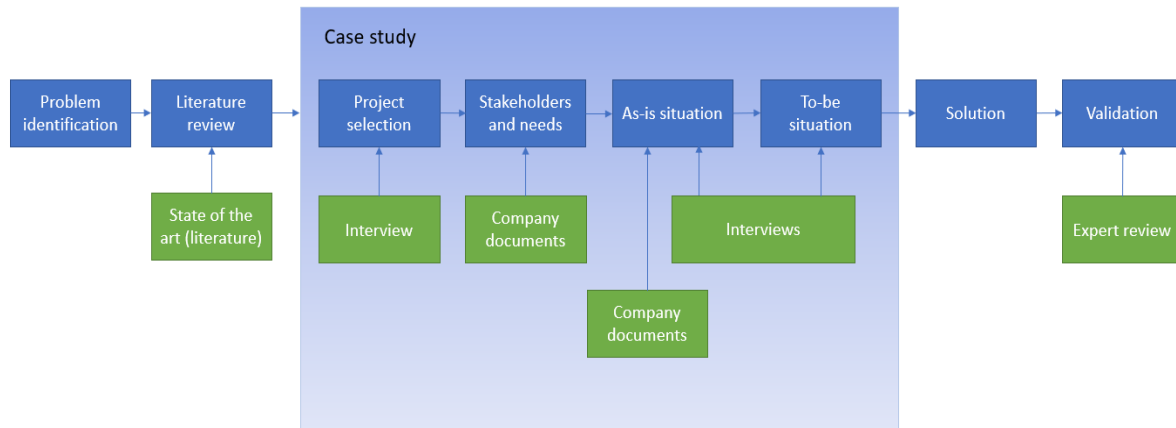 Case study
Problem
identification
Literature
review
Project
selection
Stakeholders
and needs
As-is situation
To-be
situation
Solution
Validation
State of the
art (literature)
Interview
Company
documents
Interviews
Expert review
Company
documents